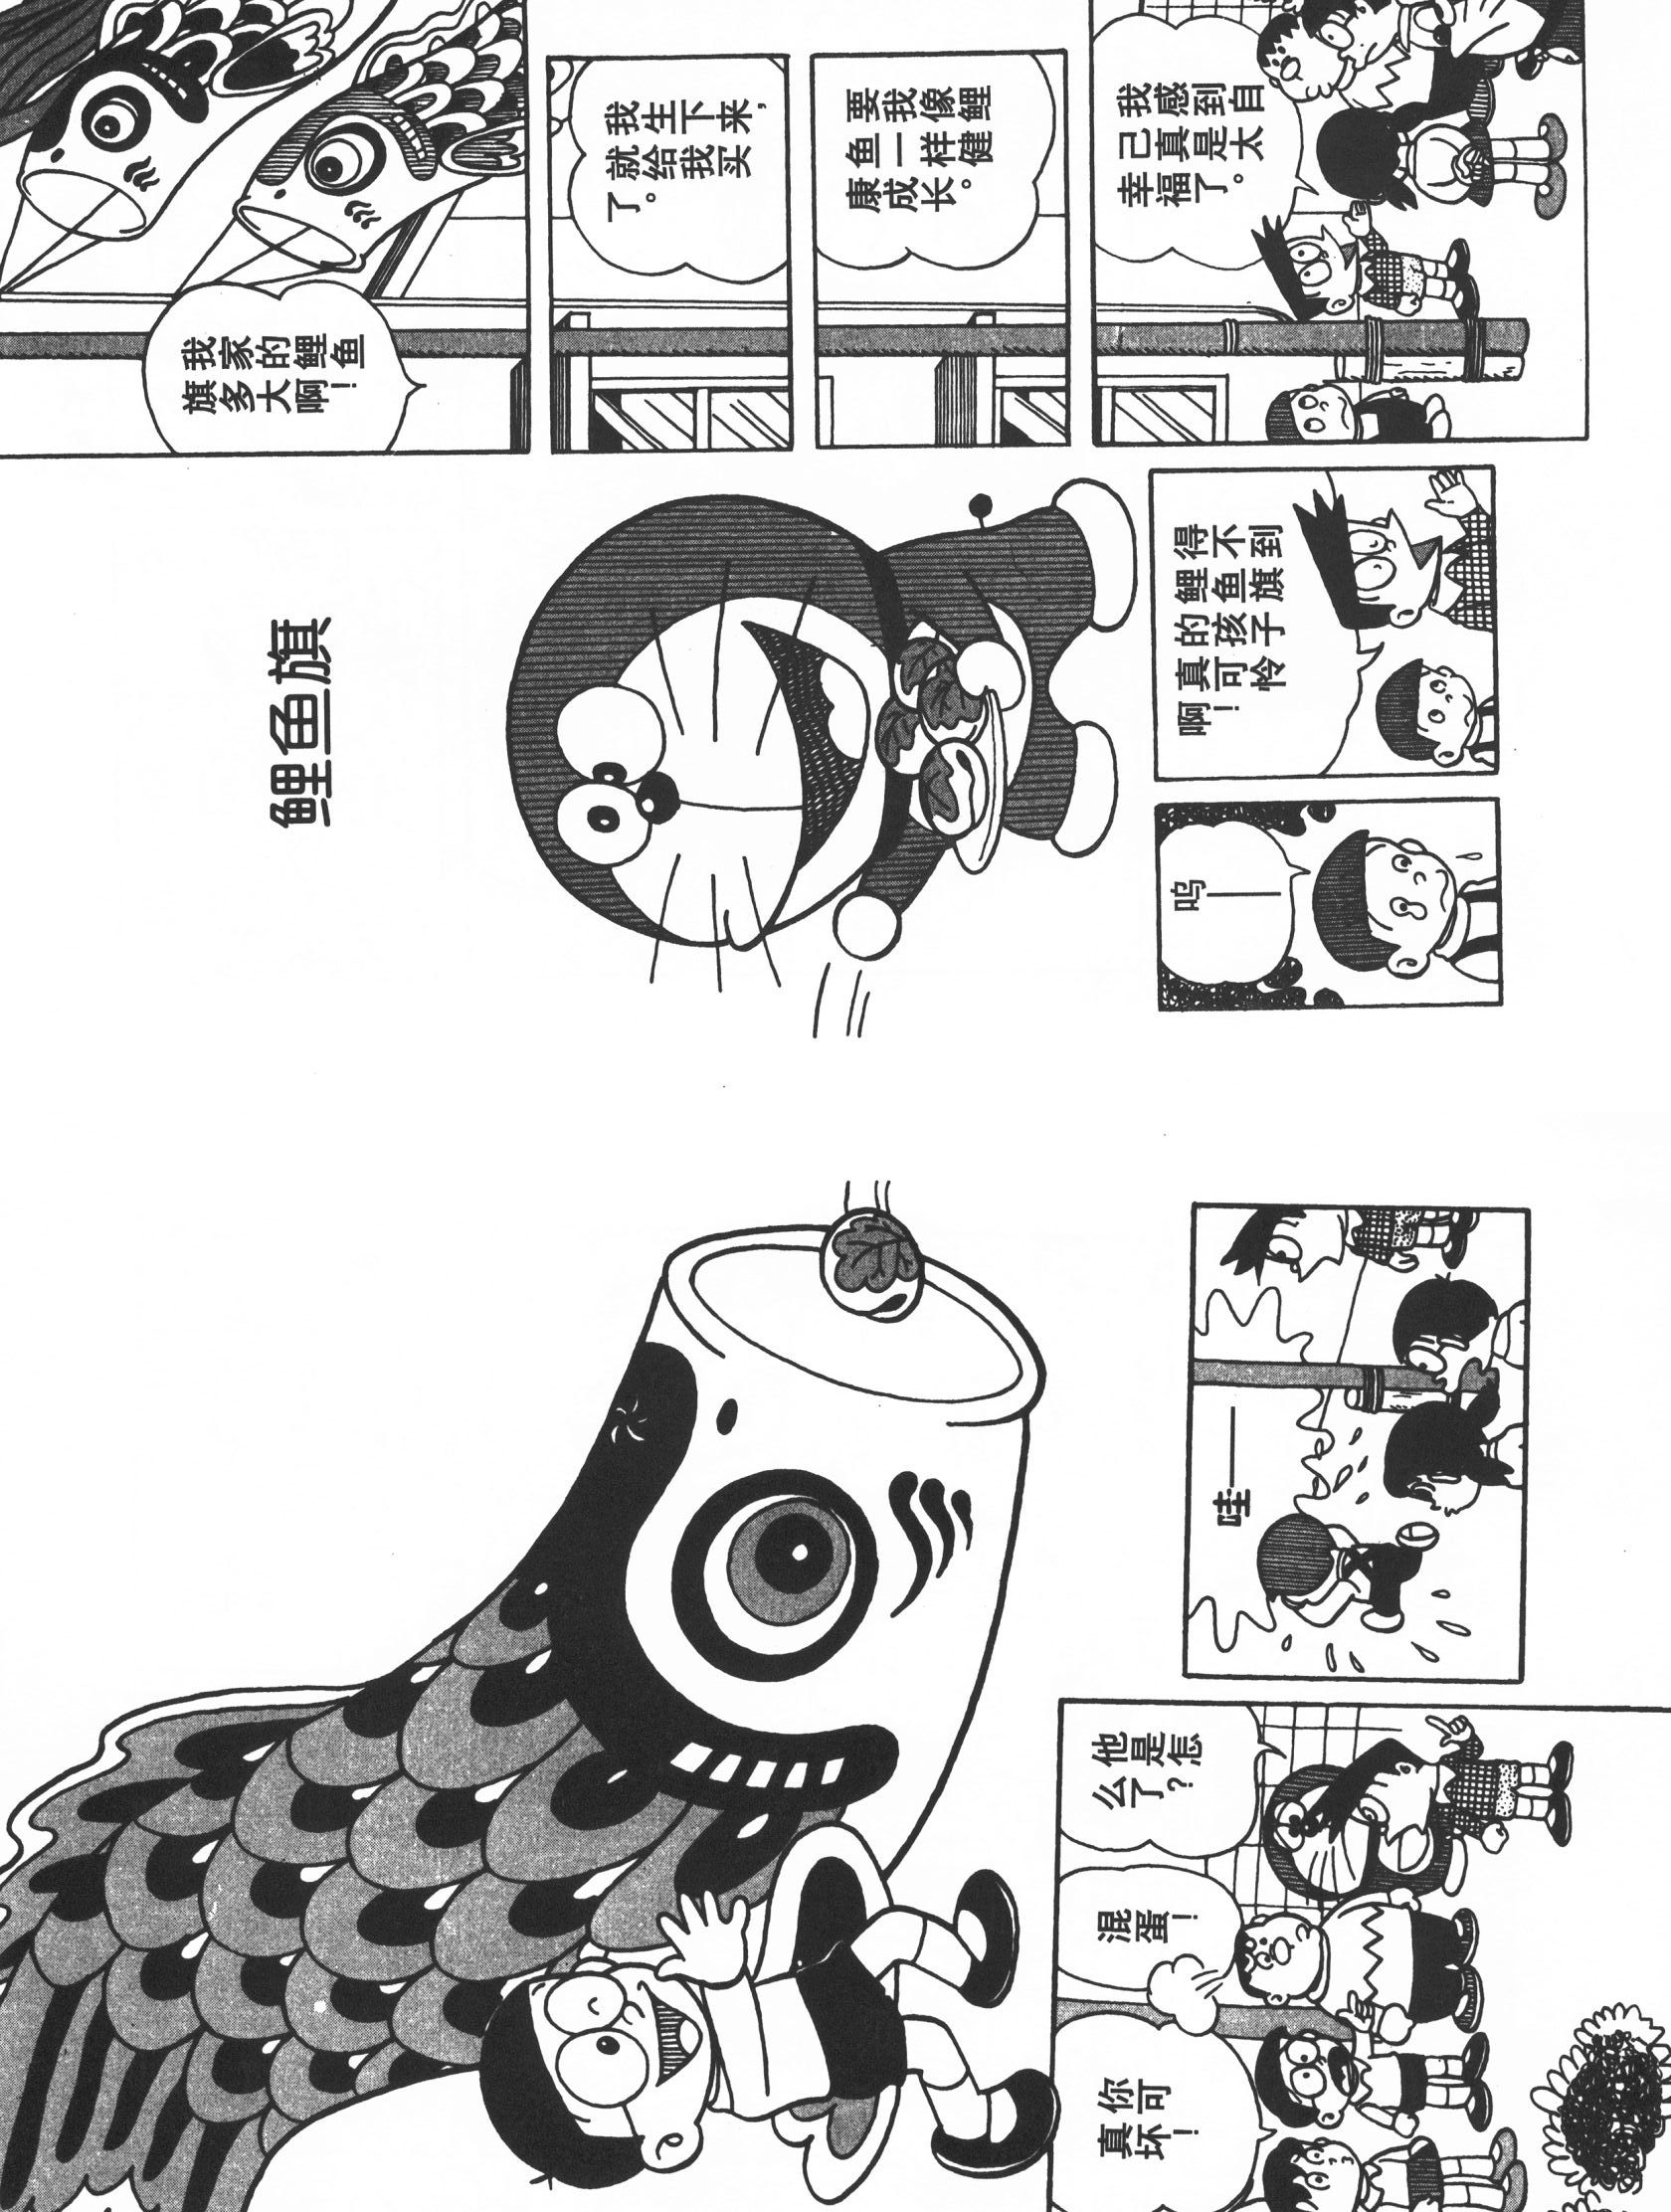 鲤鱼旗
我家的鲤鱼
旗多大啊！
我生下来，
就给我买
了。
要我像鲤
鱼一样健
康成长。
我感到自
己真是太
幸福了。
得不到
鲤鱼旗
的孩子
真可怜
啊！
呜——
哇——
他是怎
么了？
混蛋！
你可
真坏！